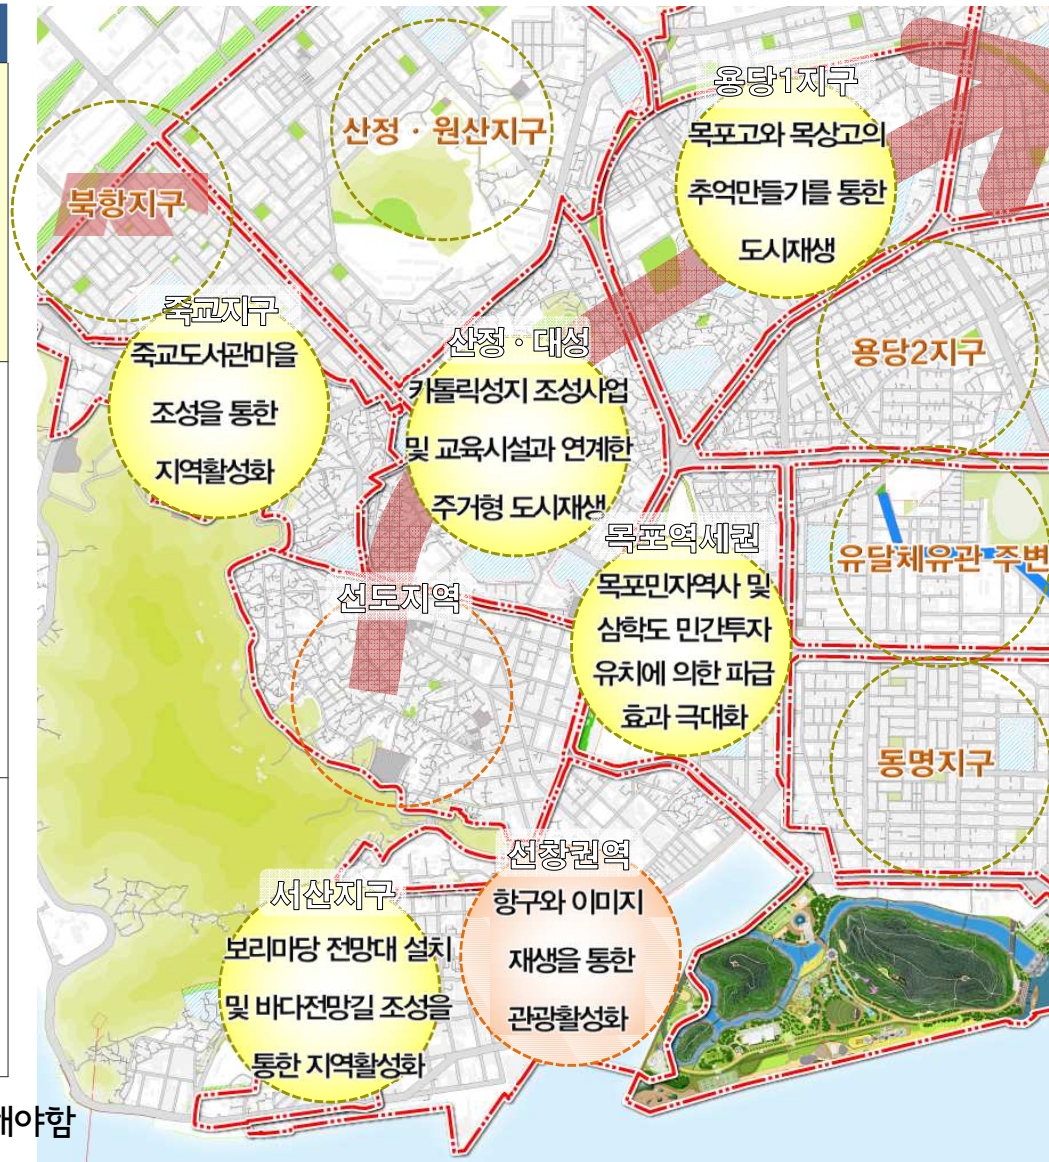 용당1지구
목포고와 목상고의
추억만들기를 통한
도시재생
산정 · 원산지구
북항지구
죽교지구
죽교도서관마을
조성을 통한
지역활성화
산정 · 대성
카톨릭성지 조성사업
및 교육시설과 연계한
주거형 도시재생
용당2지구
목포역세권
목포민자역사 및
삼학도 민간투자
유치에 의한 파급
효과 극대화
유달체유관 주변
선도지역
동명지구
선창권역
항구와 이미지
재생을 통한
관광활성화
서산지구
보리마당 전망대 설치
및 바다전망길 조성을
통한 지역활성화
해야함